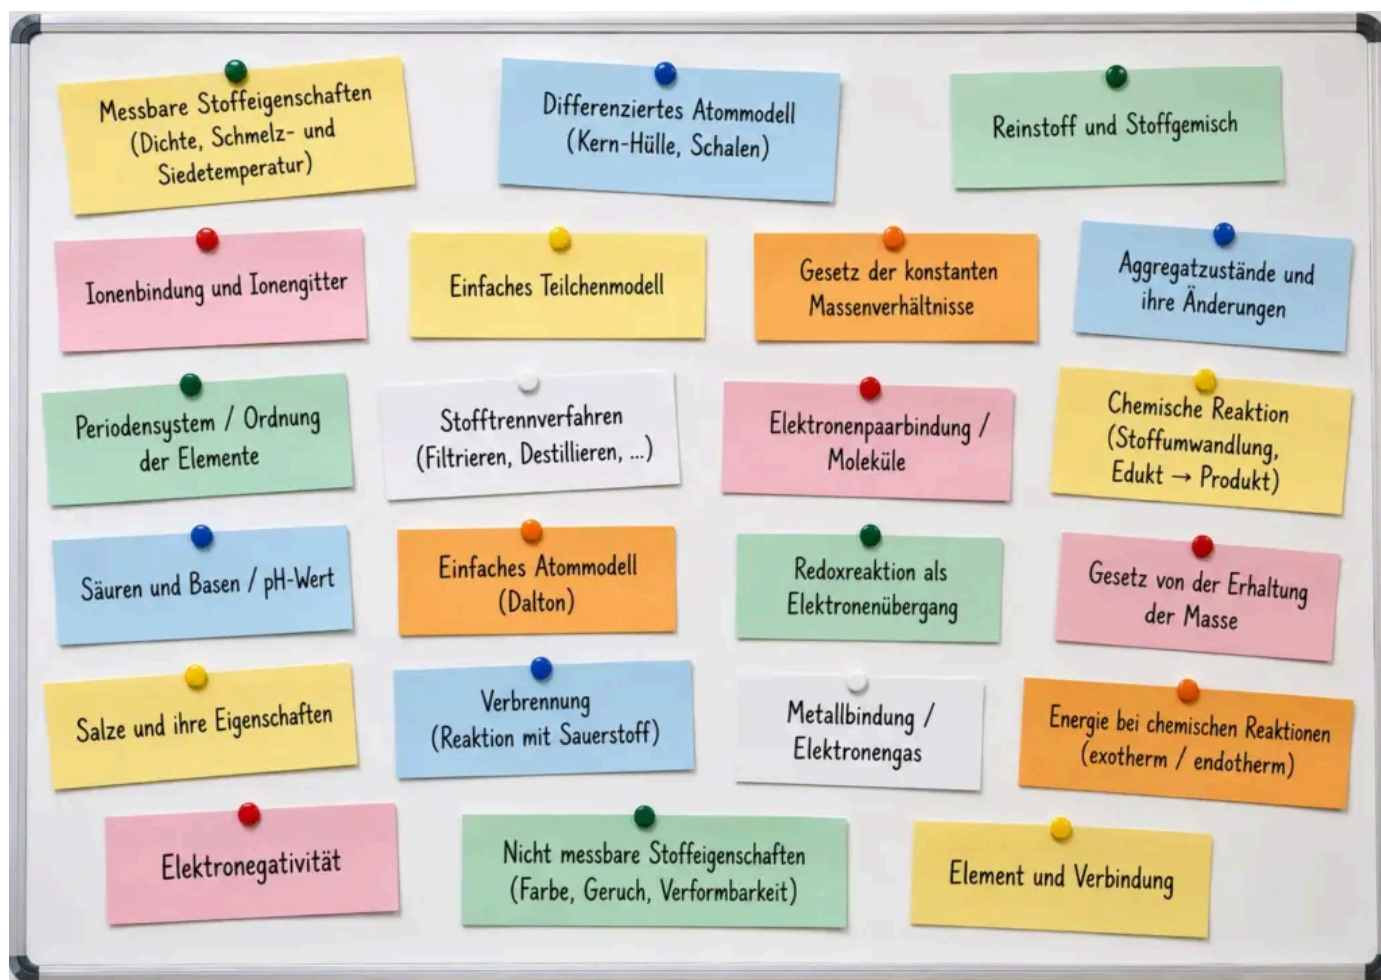 Messbare Stoffeigenschaften
(Dichte, Schmelz- und
Siedetemperatur)
Differenziertes Atommodell
(Kern-Hülle, Schalen)
Reinstoff und Stoffgemisch
Ionenbindung und Ionengitter
Einfaches Teilchenmodell
Gesetz der konstanten
Massenverhältnisse
Aggregatzustände und
ihre Änderungen
Periodensystem / Ordnung
der Elemente
Stofftrennverfahren
(Filtrieren, Destillieren, ...)
Elektronenpaarbindung /
Moleküle
Chemische Reaktion
(Stoffumwandlung,
Edukt → Produkt)
Säuren und Basen / pH-Wert
Einfaches Atommodell
(Dalton)
Redoxreaktion als
Elektronenübergang
Gesetz von der Erhaltung
der Masse
Salze und ihre Eigenschaften
Verbrennung
(Reaktion mit Sauerstoff)
Metallbindung /
Elektronengas
Energie bei chemischen Reaktionen
(exotherm / endotherm)
Elektronegativität
Nicht messbare Stoffeigenschaften
(Farbe, Geruch, Verformbarkeit)
Element und Verbindung